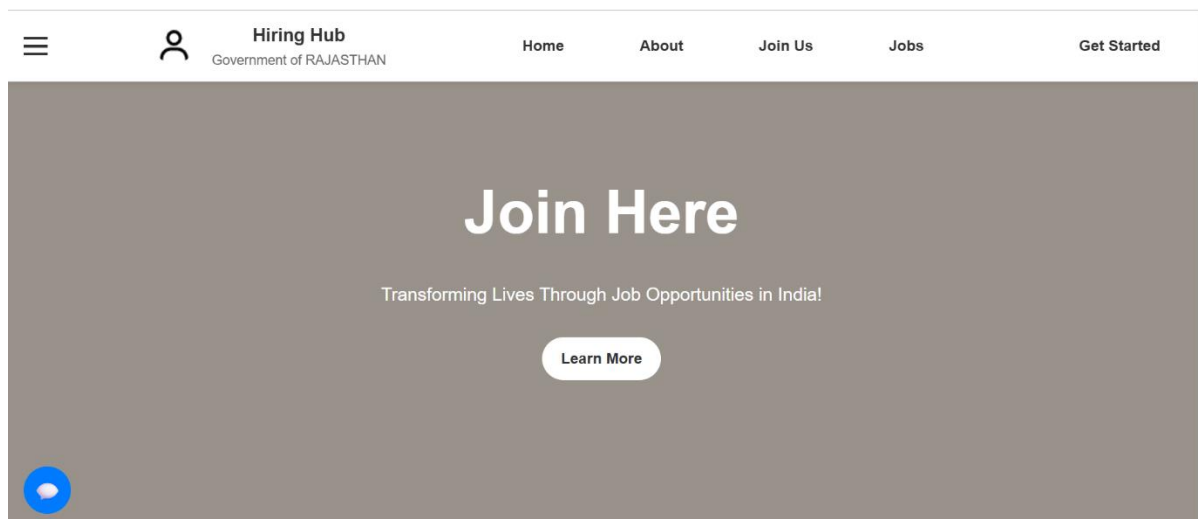 Hiring Hub
Government of RAJASTHAN
Home
About
Join Us
Jobs
Get Started
Join Here
Transforming Lives Through Job Opportunities in India!
Learn More